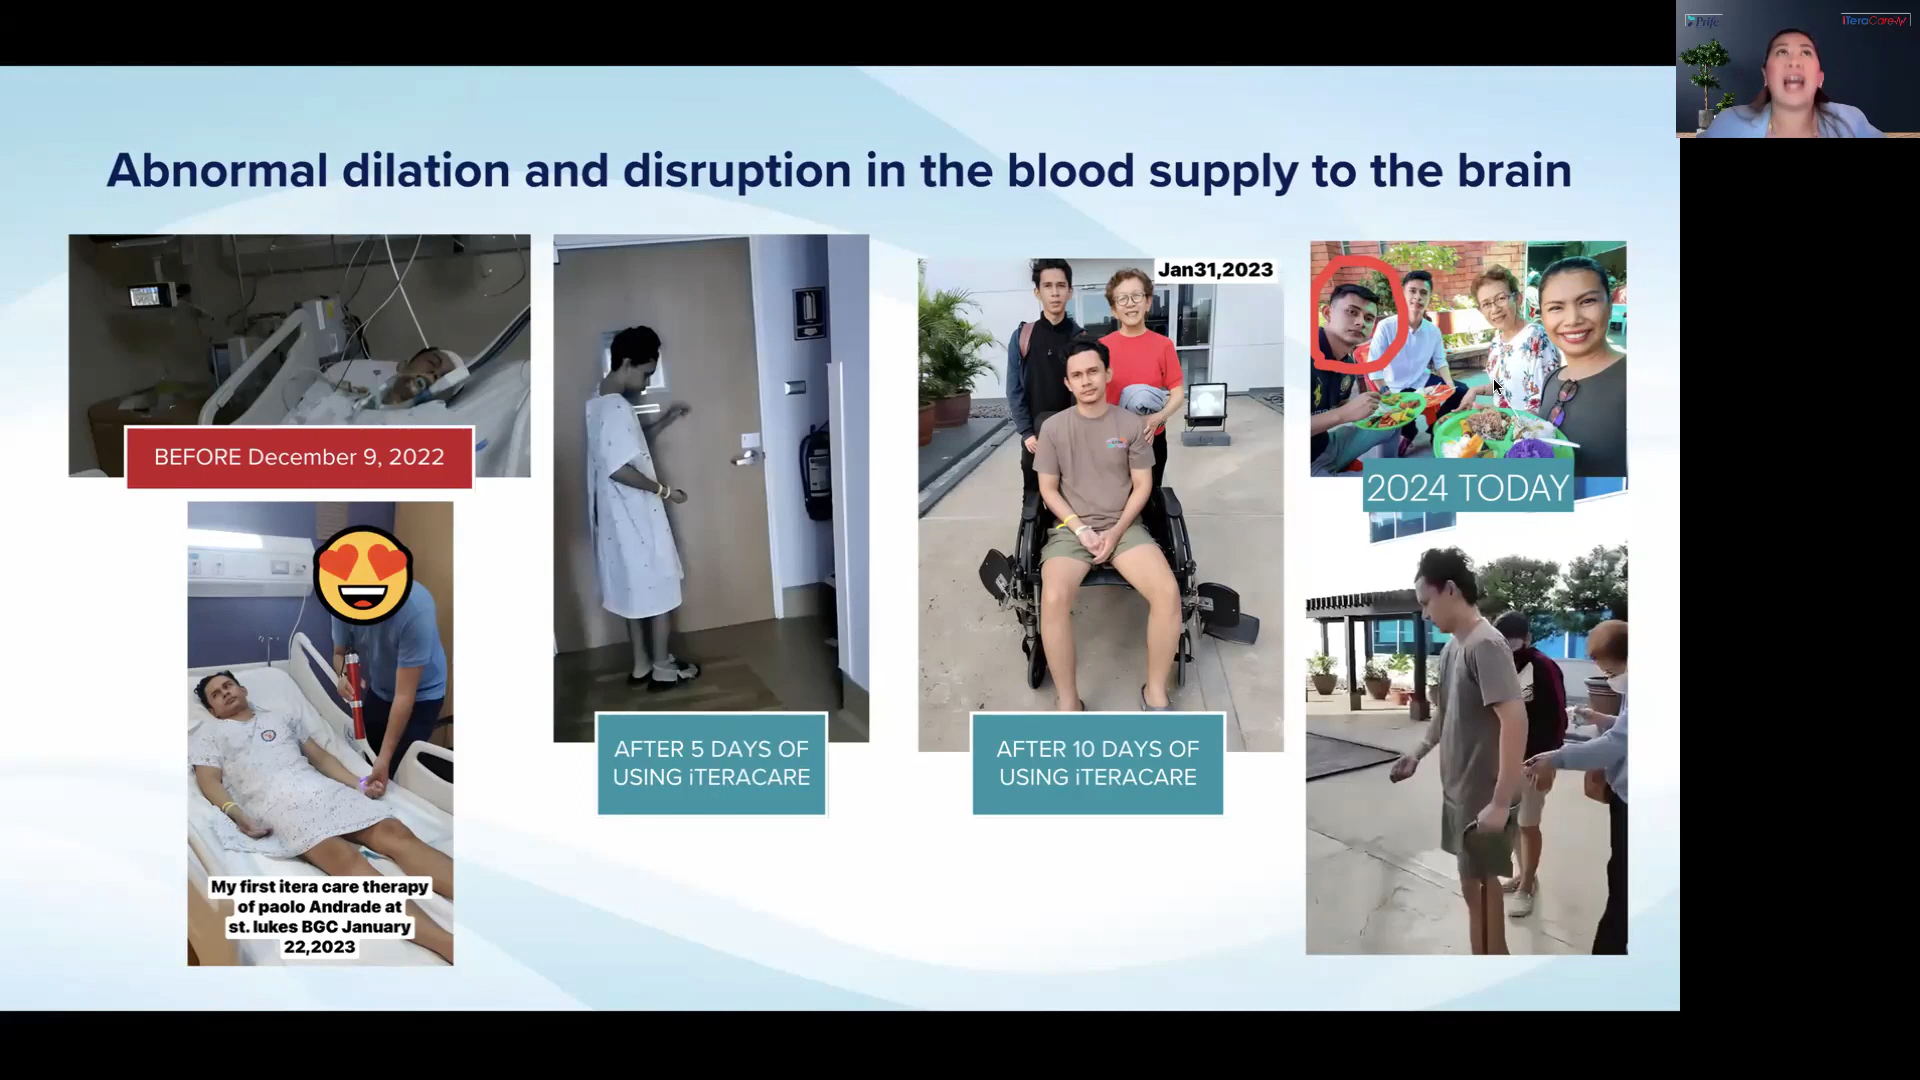 Prife
iTeraCare
Abnormal dilation and disruption in the blood supply to the brain
BEFORE December 9, 2022
My first itera care therapy
of paolo Andrade at
st. lukes BGC January
22,2023
AFTER 5 DAYS OF
USING iTERACARE
Jan31,2023
AFTER 10 DAYS OF
USING iTERACARE
2024 TODAY